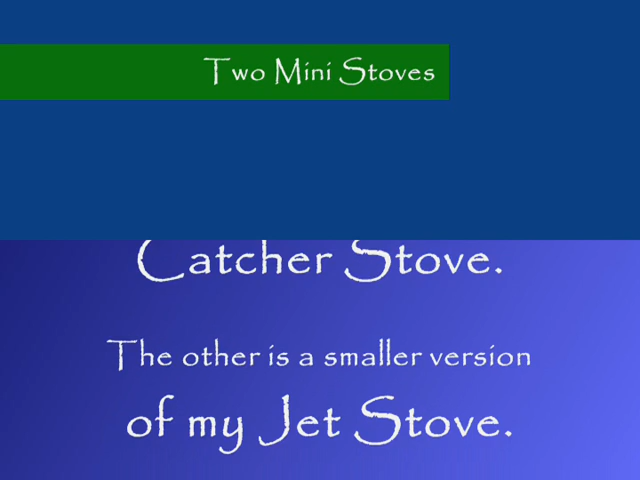 Two Mini Stoves
Catcher Stove.
The other is a smaller version
of my Jet Stove.